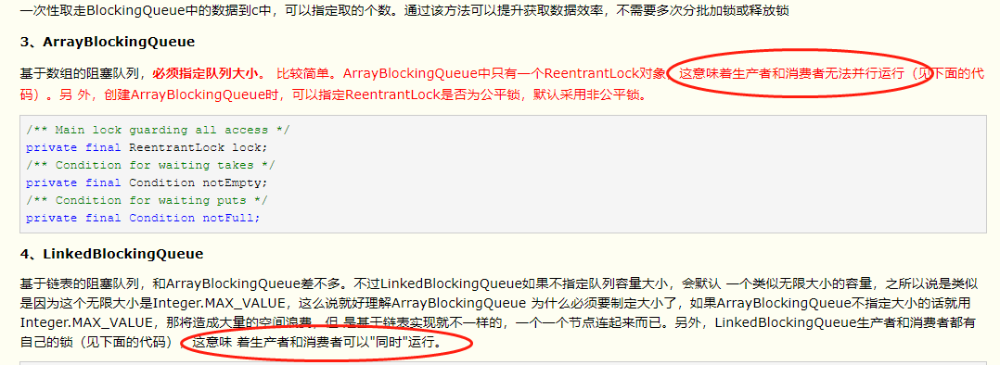 一次性取走BlockingQueue中的数据到c中，可以指定取的个数。通过该方法可以提升获取数据效率，不需要多次分批加锁或释放锁
3、ArrayBlockingQueue
基于数组的阻塞队列，必须指定队列大小。 比较简单。ArrayBlockingQueue中只有一个ReentrantLock对象，这意味着生产者和消费者无法并行运行（见下面的代
码）。另 外，创建ArrayBlockingQueue时，可以指定ReentrantLock是否为公平锁，默认采用非公平锁。
/** Main lock guarding all access */
private final ReentrantLock lock;
/** Condition for waiting takes */
private final Condition notEmpty;
/** Condition for waiting puts */
private final Condition notFull;
4、LinkedBlockingQueue
基于链表的阻塞队列，和ArrayBlockingQueue差不多。不过LinkedBlockingQueue如果不指定队列容量大小，会默认 一个类似无限大小的容量，之所以说是类似
是因为这个无限大小是Integer.MAX_VALUE，这么说就好理解ArrayBlockingQueue 为什么必须要制定大小了，如果ArrayBlockingQueue不指定大小的话就用
Integer.MAX_VALUE，那将造成大量的空间浪费，但 是基于链表实现就不一样的，一个一个节点连起来而已。另外，LinkedBlockingQueue生产者和消费者都有
自己的锁（见下面的代码），这意味 着生产者和消费者可以"同时"运行。